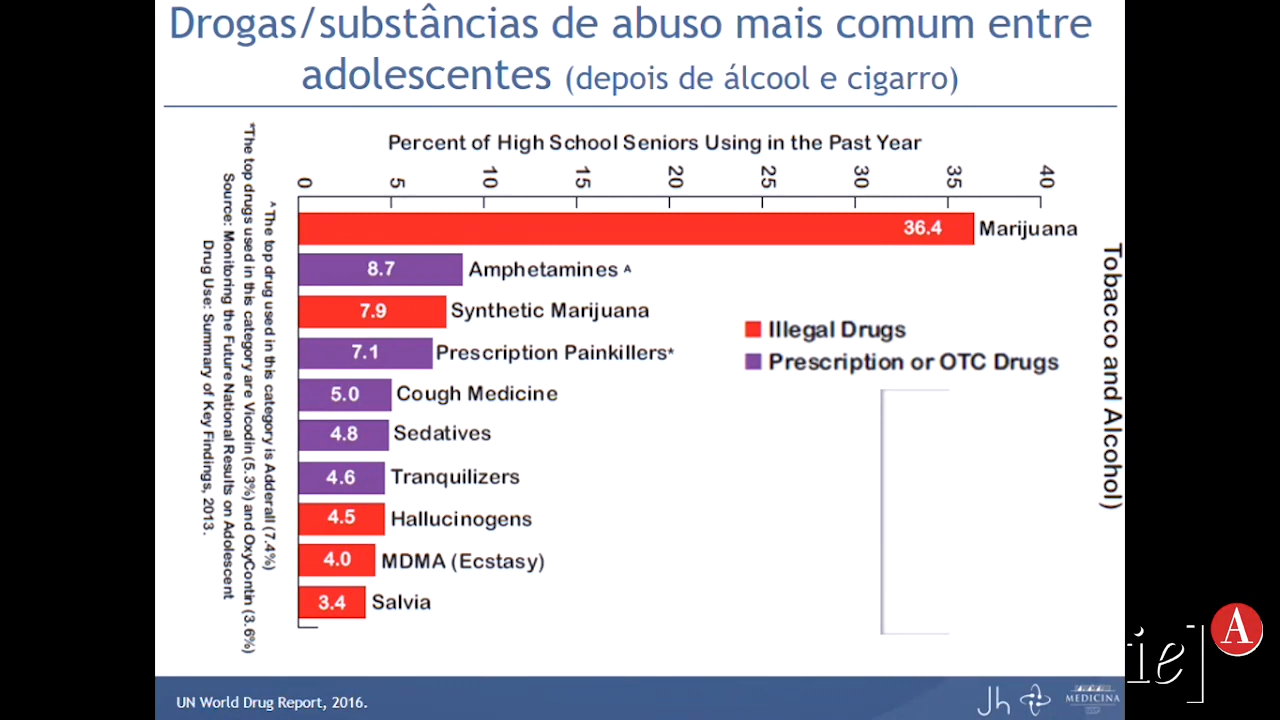 Drogas/substâncias de abuso mais comum entre
adolescentes (depois de álcool e cigarro)
Percent of High School Seniors Using in the Past Year
0 5 10 15 20 25 30 35 40
36.4 Marijuana
8.7 Amphetamines ᴬ
7.9 Synthetic Marijuana
7.1 Prescription Painkillers*
5.0 Cough Medicine
4.8 Sedatives
4.6 Tranquilizers
4.5 Hallucinogens
4.0 MDMA (Ecstasy)
3.4 Salvia
Illegal Drugs
Prescription or OTC Drugs
Tobacco and Alcohol)
ᴬ The top drug used in this category is Adderall (7.4%)
*The top drugs used in this category are Vicodin (5.3%) and OxyContin (3.6%)
Source: Monitoring the Future National Results on Adolescent
Drug Use: Summary of Key Findings, 2013.
UN World Drug Report, 2016.
Jh
MEDICINA
ie]
A